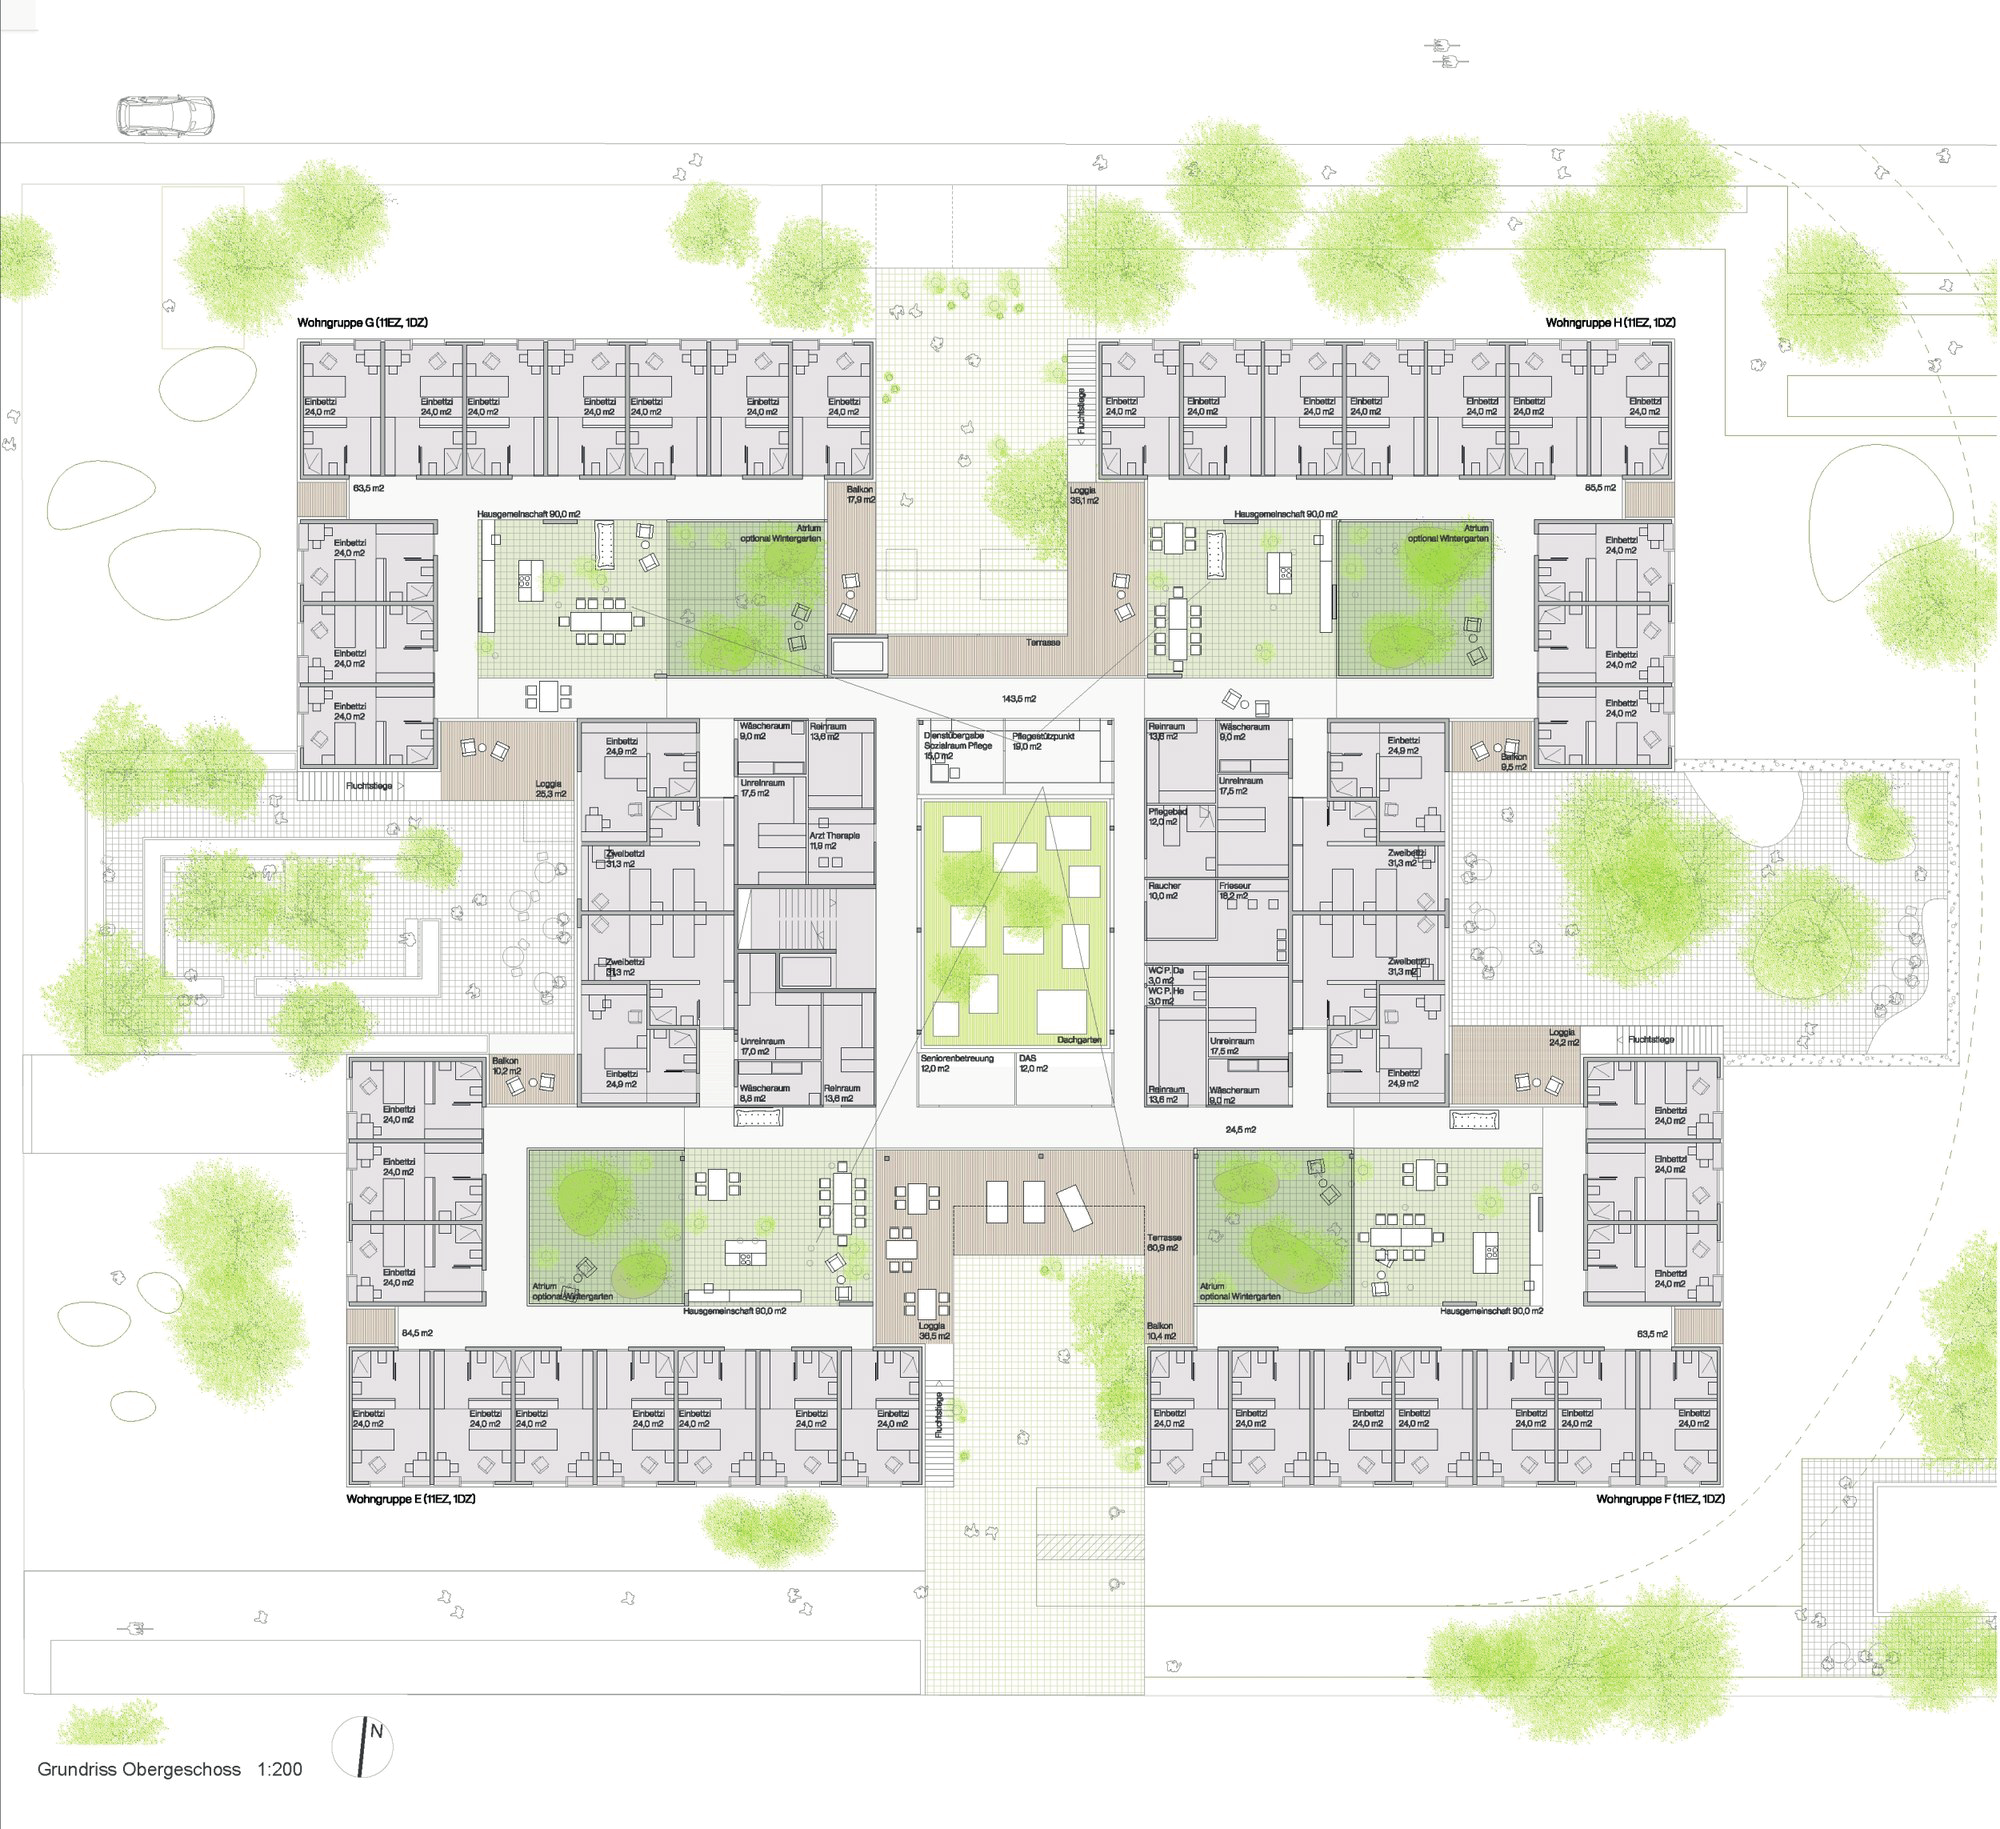 Wohngruppe G (11EZ, 1DZ)
Wohngruppe H (11EZ, 1DZ)
Einbettzi
24,0 m2
Einbettzi
24,0 m2
Einbettzi
24,0 m2
Einbettzi
24,0 m2
Einbettzi
24,0 m2
Einbettzi
24,0 m2
Einbettzi
24,0 m2
Fluchtstiege
Einbettzi
24,0 m2
Einbettzi
24,0 m2
Einbettzi
24,0 m2
Einbettzi
24,0 m2
Einbettzi
24,0 m2
Einbettzi
24,0 m2
Einbettzi
24,0 m2
63,5 m2
Balkon
17,9 m2
Loggia
36,1 m2
85,5 m2
Hausgemeinschaft 90,0 m2
Hausgemeinschaft 90,0 m2
Atrium
optional Wintergarten
Atrium
optional Wintergarten
Einbettzi
24,0 m2
Einbettzi
24,0 m2
Einbettzi
24,0 m2
Einbettzi
24,0 m2
Einbettzi
24,0 m2
Einbettzi
24,0 m2
Terrasse
143,5 m2
Wäscheraum
9,0 m2
Reinraum
13,6 m2
Dienstübergabe
Sozialraum Pflege
15,0 m2
Pflegestützpunkt
19,0 m2
Reinraum
13,6 m2
Wäscheraum
9,0 m2
Einbettzi
24,9 m2
Einbettzi
24,9 m2
Balkon
9,5 m2
Fluchtstiege
Loggia
25,3 m2
Unreinraum
17,5 m2
Unreinraum
17,5 m2
Pflegebad
12,0 m2
Arzt Therapie
11,9 m2
Zweibettzi
31,3 m2
Zweibettzi
31,3 m2
Raucher
10,0 m2
Friseur
18,2 m2
Zweibettzi
31,3 m2
Zweibettzi
31,3 m2
WC P. Da
3,0 m2
WC P. He
3,0 m2
Unreinraum
17,0 m2
Dachgarten
Unreinraum
17,5 m2
Loggia
24,2 m2
Fluchtstiege
Balkon
10,2 m2
Einbettzi
24,9 m2
Wäscheraum
8,8 m2
Reinraum
13,6 m2
Seniorenbetreuung
12,0 m2
DAS
12,0 m2
Reinraum
13,6 m2
Wäscheraum
9,0 m2
Einbettzi
24,9 m2
24,5 m2
Einbettzi
24,0 m2
Einbettzi
24,0 m2
Einbettzi
24,0 m2
Einbettzi
24,0 m2
Einbettzi
24,0 m2
Einbettzi
24,0 m2
Terrasse
60,9 m2
Atrium
optional Wintergarten
Atrium
optional Wintergarten
Hausgemeinschaft 90,0 m2
Hausgemeinschaft 90,0 m2
84,5 m2
Loggia
36,5 m2
Balkon
10,4 m2
63,5 m2
Einbettzi
24,0 m2
Einbettzi
24,0 m2
Einbettzi
24,0 m2
Einbettzi
24,0 m2
Einbettzi
24,0 m2
Einbettzi
24,0 m2
Einbettzi
24,0 m2
Fluchtstiege
Einbettzi
24,0 m2
Einbettzi
24,0 m2
Einbettzi
24,0 m2
Einbettzi
24,0 m2
Einbettzi
24,0 m2
Einbettzi
24,0 m2
Einbettzi
24,0 m2
Wohngruppe E (11EZ, 1DZ)
Wohngruppe F (11EZ, 1DZ)
N
Grundriss Obergeschoss 1:200